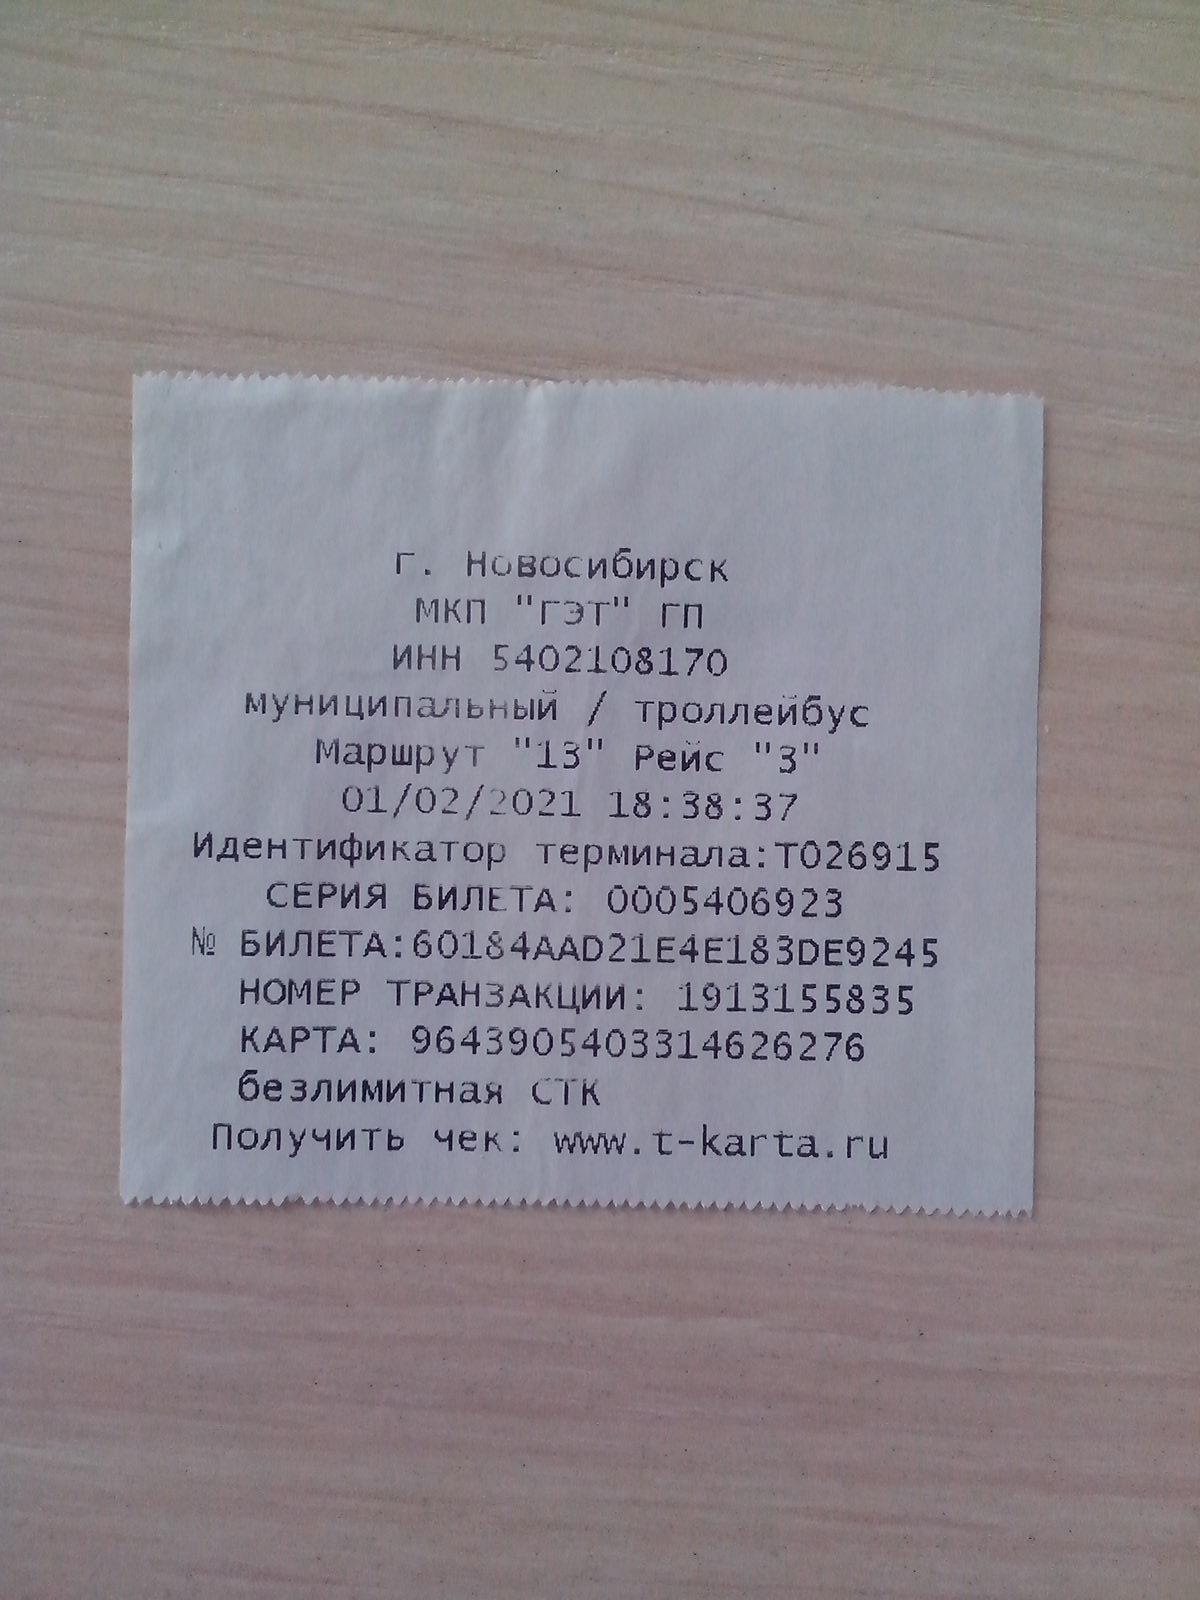 г. Новосибирск
МКП "ГЭТ" ГП
ИНН 5402108170
муниципальный / троллейбус
Маршрут "13" Рейс "3"
01/02/2021 18:38:37
Идентификатор терминала:T026915
СЕРИЯ БИЛЕТА: 0005406923
№ БИЛЕТА:60184AAD21E4E183DE9245
НОМЕР ТРАНЗАКЦИИ: 1913155835
КАРТА: 9643905403314626276
безлимитная СТК
Получить чек: www.t-karta.ru